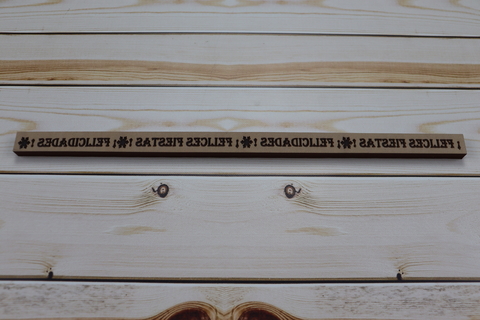 ¡ FELICES FIESTAS ! * ¡ FELICIDADES ! * ¡ FELICES FIESTAS ! * ¡ FELICIDADES ! *